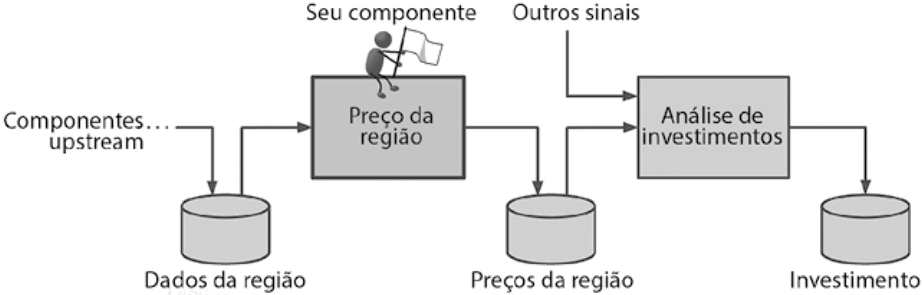 Seu componente
Outros sinais
Componentes...
upstream
Preço da
região
Análise de
investimentos
Dados da região
Preços da região
Investimento